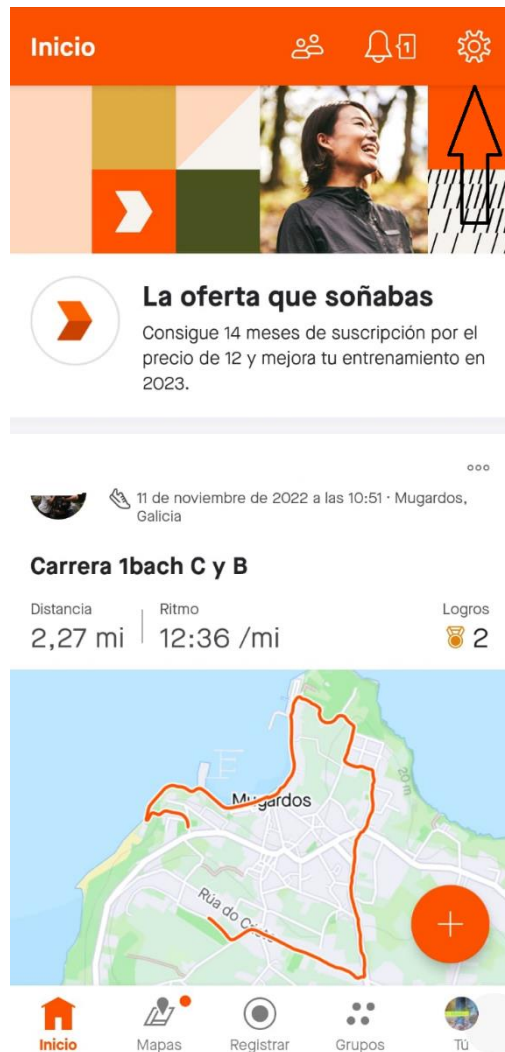 Inicio
1
La oferta que soñabas
Consigue 14 meses de suscripción por el
precio de 12 y mejora tu entrenamiento en
2023.
11 de noviembre de 2022 a las 10:51 · Mugardos,
Galicia
Carrera 1bach C y B
Distancia
2,27 mi
Ritmo
12:36 /mi
Logros
2
Mugardos
20 m
Rúa do Cristo
Inicio
Mapas
Registrar
Grupos
Tú